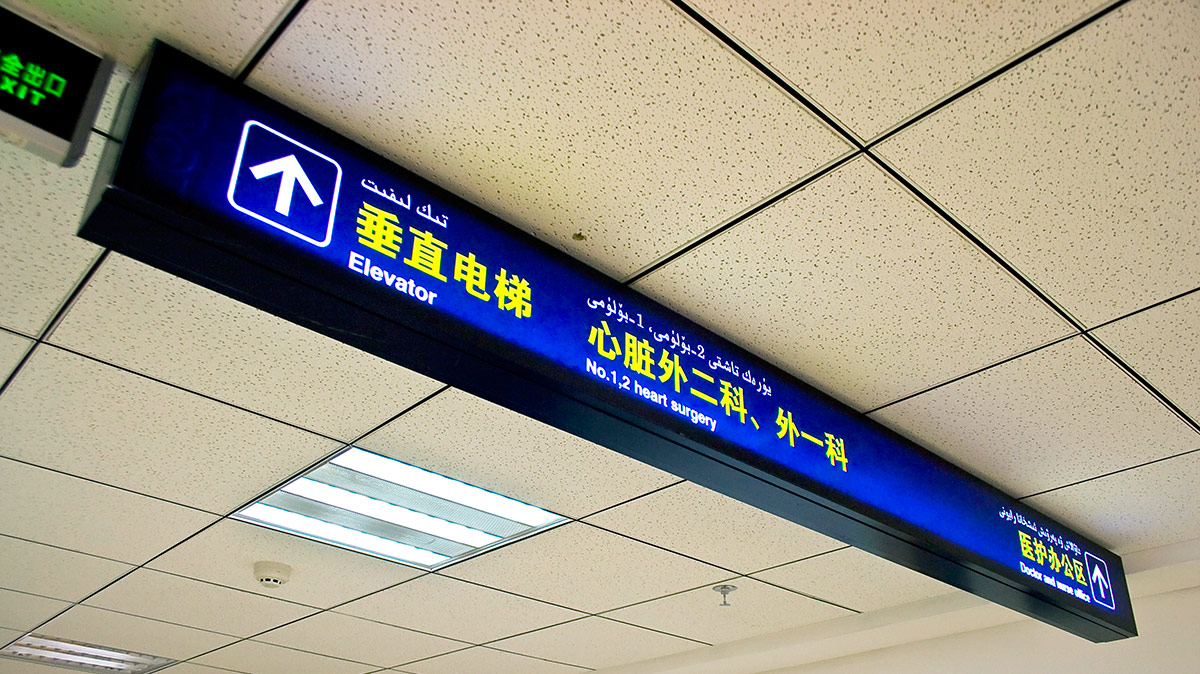 全出口
EXIT
تىك لىفىت
垂直电梯
Elevator
يۈرەك تاشقى 2-بۆلۈمى، 1-بۆلۈمى
心脏外二科、外一科
No.1,2 heart surgery
医护办公区
Doctor and nurse office